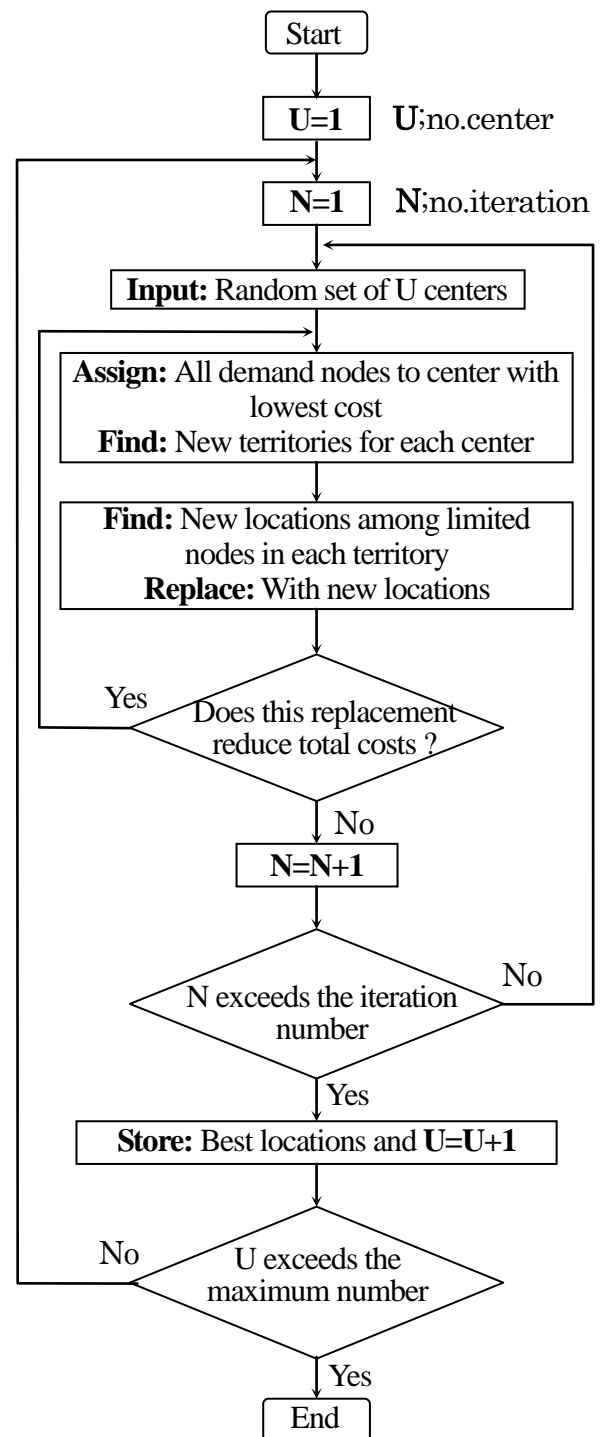 Start
U=1
U;no.center
N=1
N;no.iteration
Input: Random set of U centers
Assign: All demand nodes to center with
lowest cost
Find: New territories for each center
Find: New locations among limited
nodes in each territory
Replace: With new locations
Yes
Does this replacement
reduce total costs ?
No
N=N+1
No
N exceeds the iteration
number
Yes
Store: Best locations and U=U+1
No
U exceeds the
maximum number
Yes
End